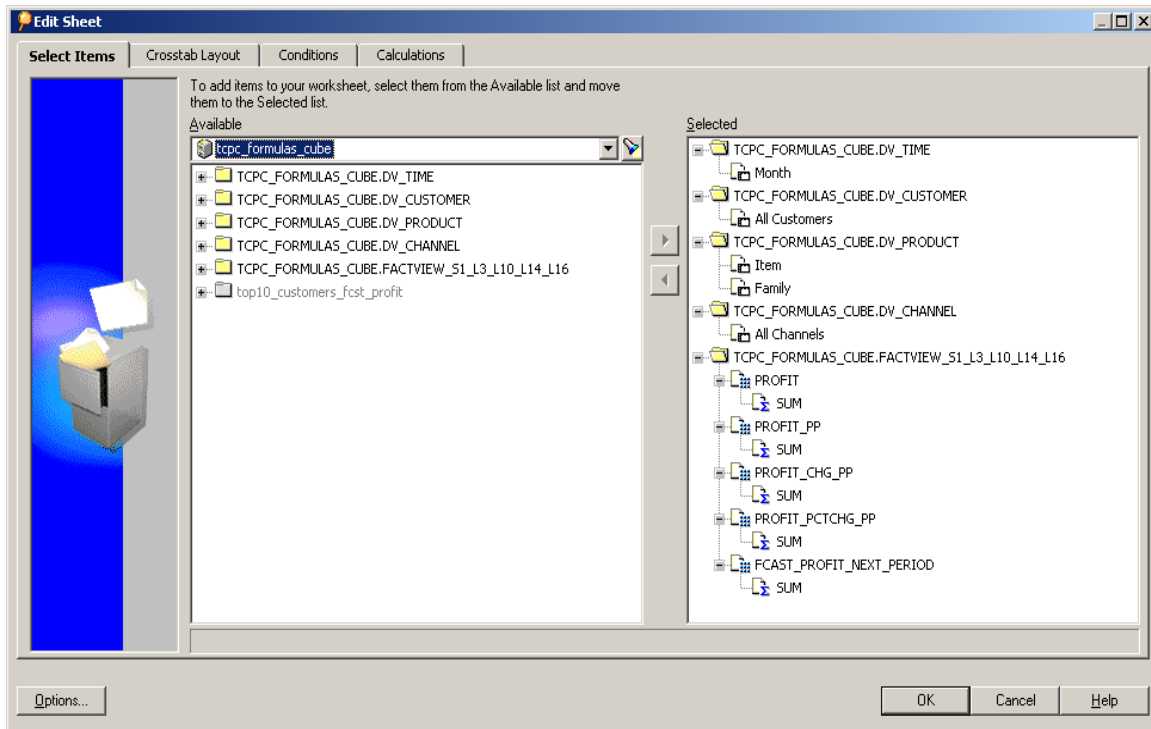 Edit Sheet
Select Items
Crosstab Layout
Conditions
Calculations
To add items to your worksheet, select them from the Available list and move
them to the Selected list.
Available
tcpc_formulas_cube
TCPC_FORMULAS_CUBE.DV_TIME
TCPC_FORMULAS_CUBE.DV_CUSTOMER
TCPC_FORMULAS_CUBE.DV_PRODUCT
TCPC_FORMULAS_CUBE.DV_CHANNEL
TCPC_FORMULAS_CUBE.FACTVIEW_S1_L3_L10_L14_L16
top10_customers_fcst_profit
Selected
TCPC_FORMULAS_CUBE.DV_TIME
Month
TCPC_FORMULAS_CUBE.DV_CUSTOMER
All Customers
TCPC_FORMULAS_CUBE.DV_PRODUCT
Item
Family
TCPC_FORMULAS_CUBE.DV_CHANNEL
All Channels
TCPC_FORMULAS_CUBE.FACTVIEW_S1_L3_L10_L14_L16
PROFIT
SUM
PROFIT_PP
SUM
PROFIT_CHG_PP
SUM
PROFIT_PCTCHG_PP
SUM
FCAST_PROFIT_NEXT_PERIOD
SUM
Options...
OK
Cancel
Help